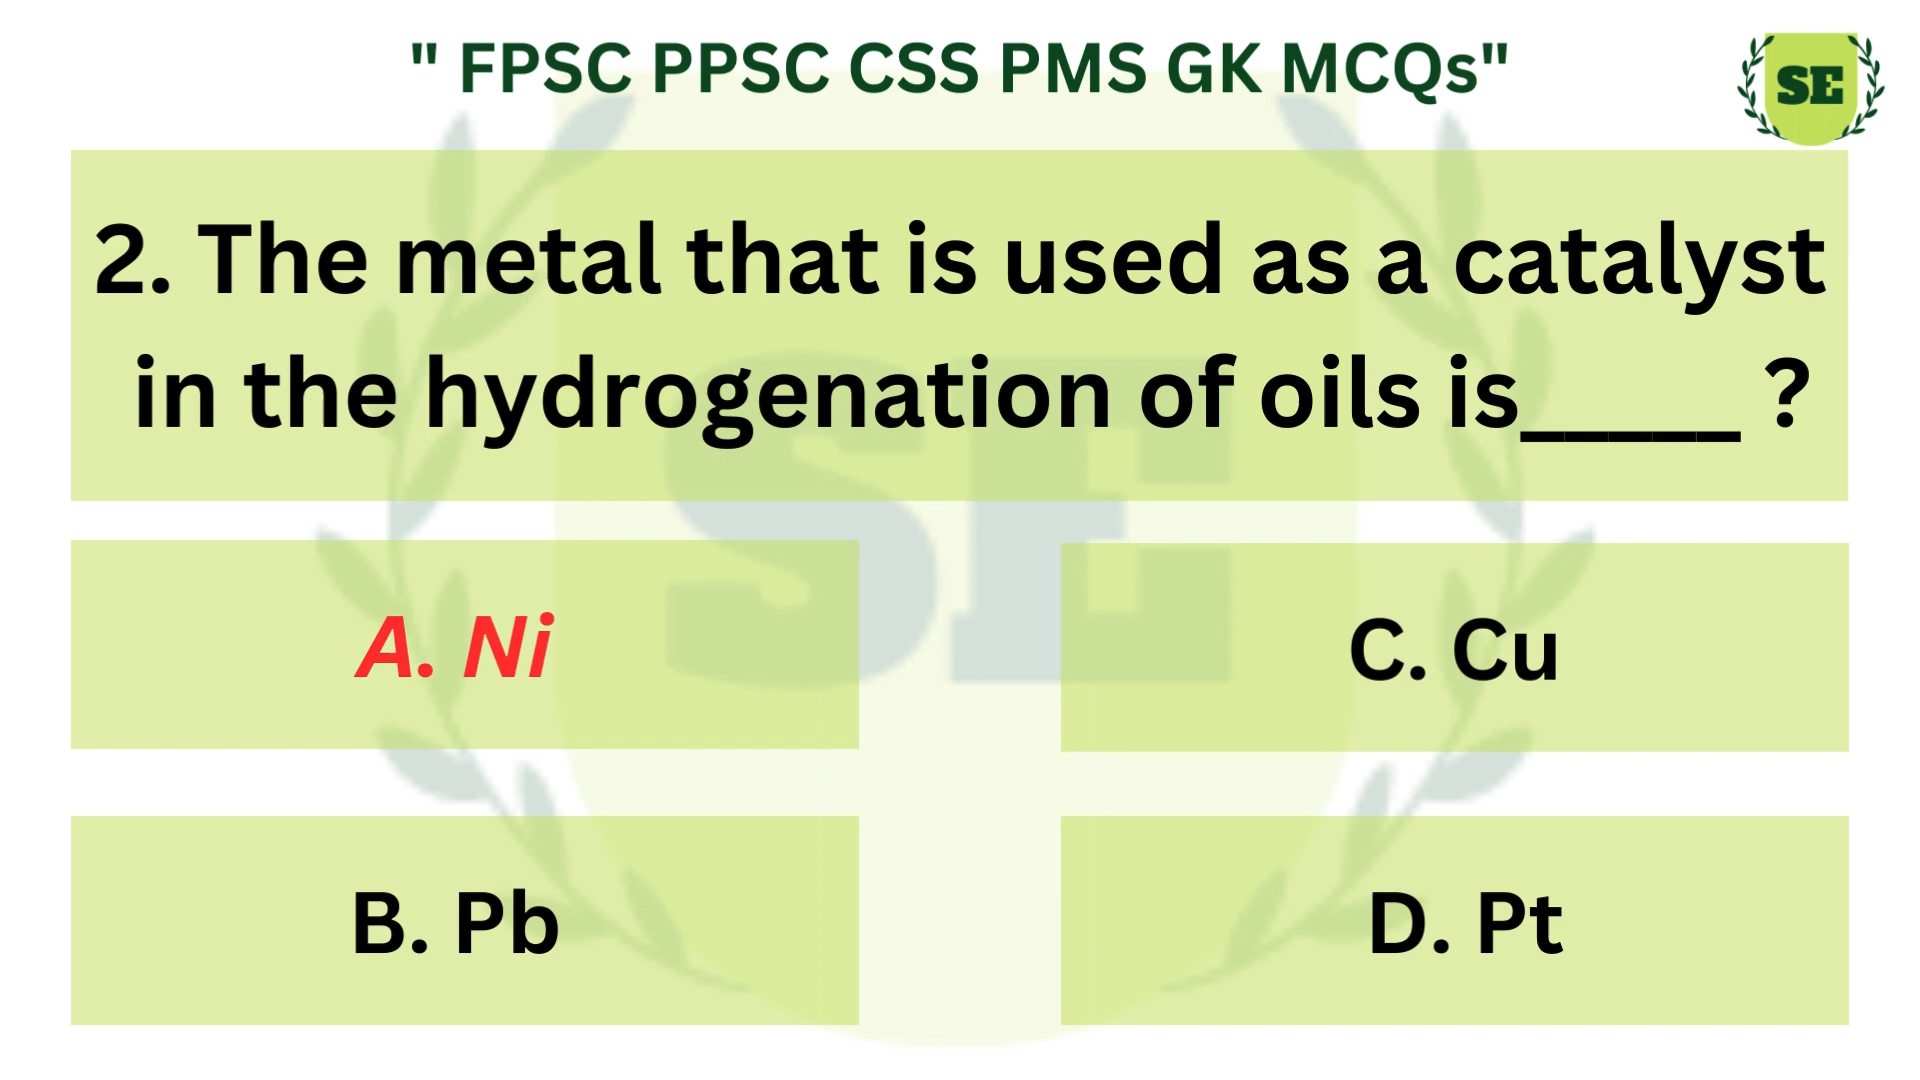 " FPSC PPSC CSS PMS GK MCQs"
SE
2. The metal that is used as a catalyst
in the hydrogenation of oils is_____ ?
A. Ni
C. Cu
B. Pb
D. Pt